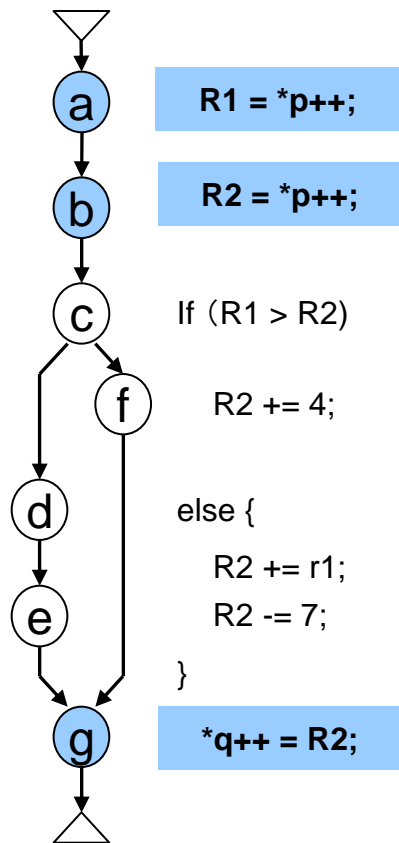 a R1 = *p++;
b R2 = *p++;
c If（R1 > R2)
f R2 += 4;
d else {
R2 += r1;
e R2 -= 7;
}
g *q++ = R2;